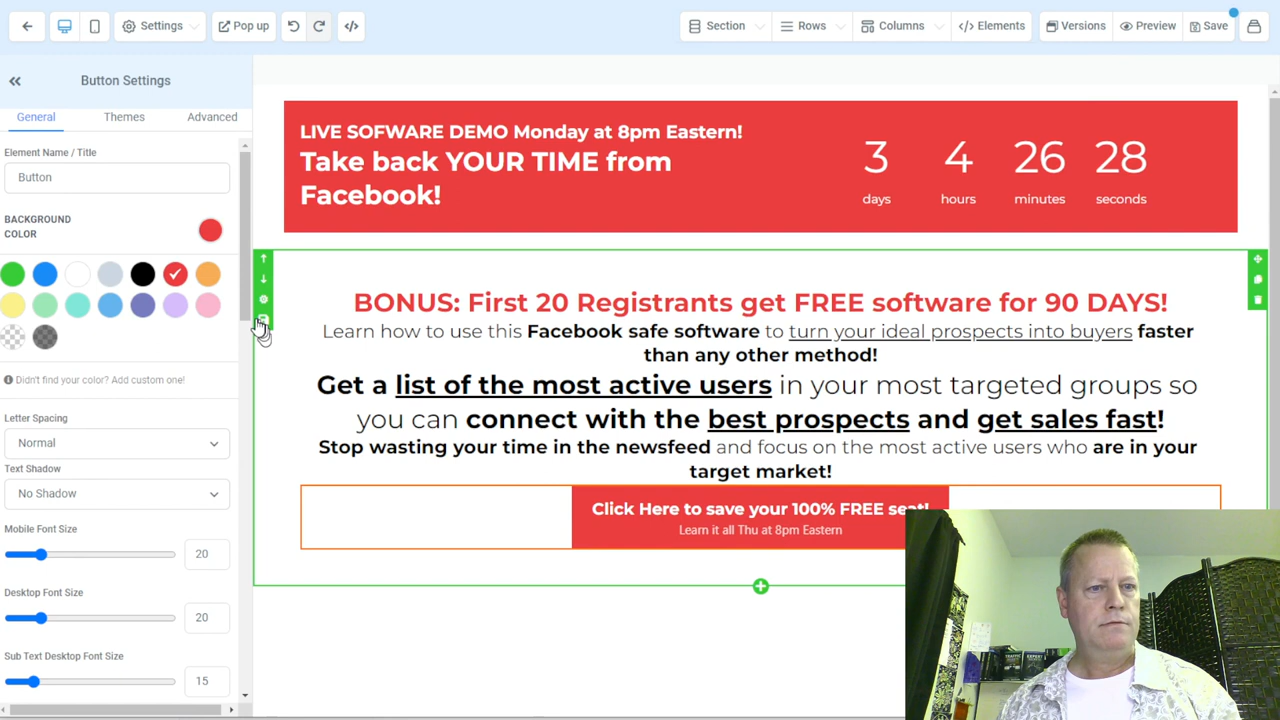 Settings
Pop up
Section
Rows
Columns
</> Elements
Versions
Preview
Save
Button Settings
General
Themes
Advanced
Element Name / Title
Button
BACKGROUND
COLOR
Didn't find your color? Add custom one!
Letter Spacing
Normal
Text Shadow
No Shadow
Mobile Font Size
20
Desktop Font Size
20
Sub Text Desktop Font Size
15
LIVE SOFWARE DEMO Monday at 8pm Eastern!
Take back YOUR TIME from
Facebook!
3 4 26 28
days hours minutes seconds
BONUS: First 20 Registrants get FREE software for 90 DAYS!
Learn how to use this Facebook safe software to turn your ideal prospects into buyers faster
than any other method!
Get a list of the most active users in your most targeted groups so
you can connect with the best prospects and get sales fast!
Stop wasting your time in the newsfeed and focus on the most active users who are in your
target market!
Click Here to save your 100% FREE seat!
Learn it all Thu at 8pm Eastern